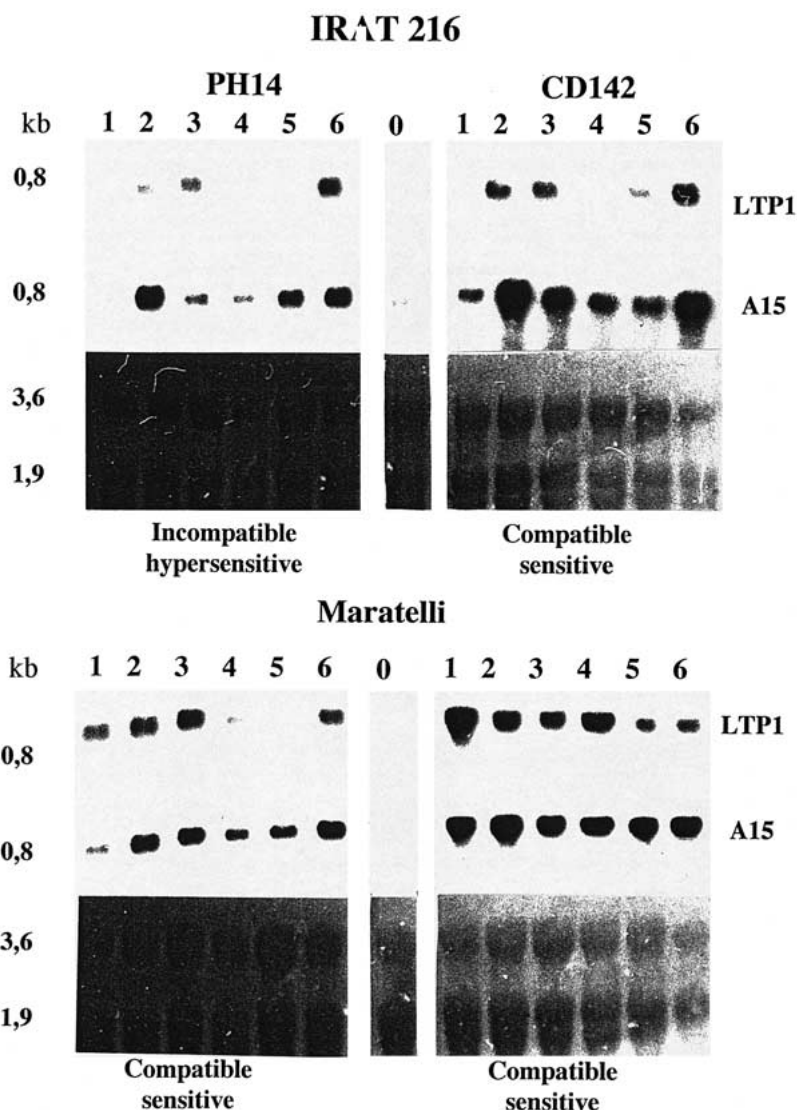 IRAT 216
PH14 CD142
kb 1 2 3 4 5 6 0 1 2 3 4 5 6
0,8 LTP1
0,8 A15
3,6
1,9
Incompatible Compatible
hypersensitive sensitive
Maratelli
kb 1 2 3 4 5 6 0 1 2 3 4 5 6
LTP1
0,8
A15
0,8
3,6
1,9
Compatible Compatible
sensitive sensitive